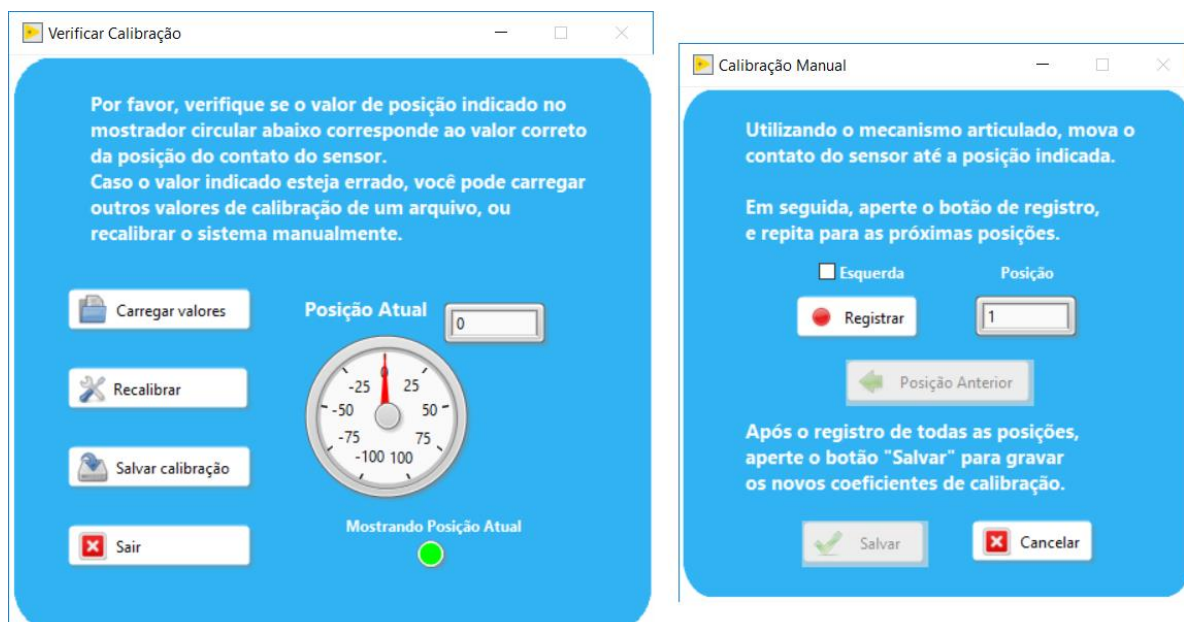 Verificar Calibração
Por favor, verifique se o valor de posição indicado no
mostrador circular abaixo corresponde ao valor correto
da posição do contato do sensor.
Caso o valor indicado esteja errado, você pode carregar
outros valores de calibração de um arquivo, ou
recalibrar o sistema manualmente.
Carregar valores
Recalibrar
Salvar calibração
Sair
Posição Atual
0
0
-25 25
-50 50
-75 75
-100 100
Mostrando Posição Atual
Calibração Manual
Utilizando o mecanismo articulado, mova o
contato do sensor até a posição indicada.
Em seguida, aperte o botão de registro,
e repita para as próximas posições.
Esquerda Posição
Registrar 1
Posição Anterior
Após o registro de todas as posições,
aperte o botão "Salvar" para gravar
os novos coeficientes de calibração.
Salvar Cancelar